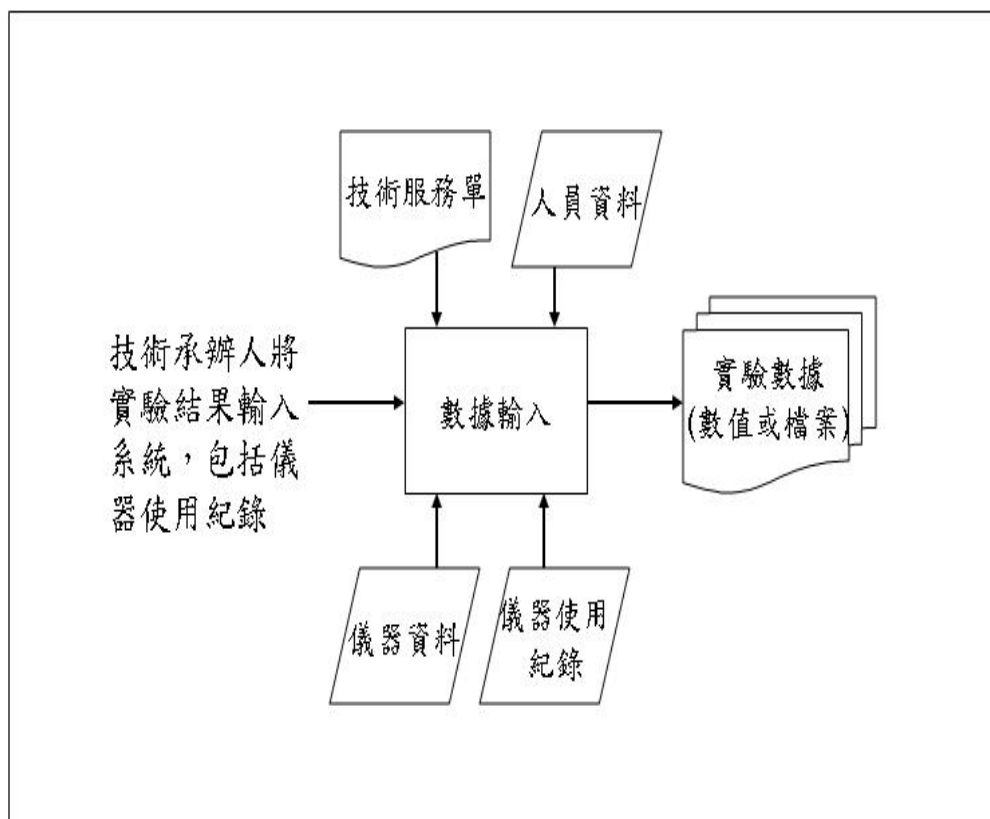 技術服務單
人員資料
技術承辦人將
實驗結果輸入
系統，包括儀
器使用紀錄
數據輸入
實驗數據
(數值或檔案)
儀器資料
儀器使用
紀錄